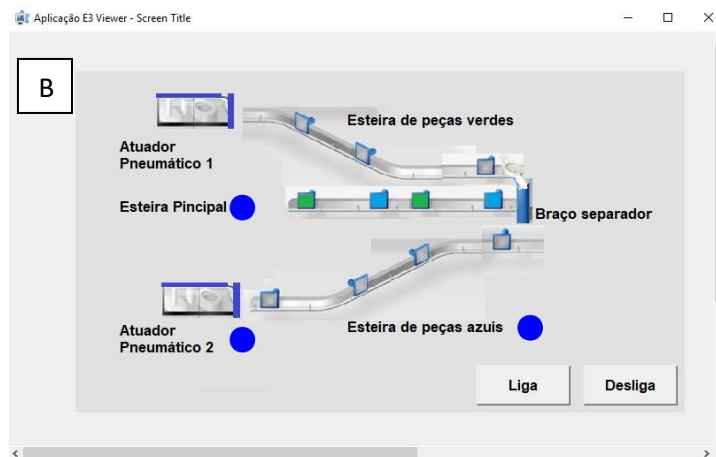 Aplicação E3 Viewer - Screen Title
B
Esteira de peças verdes
Atuador
Pneumático 1
Esteira Pincipal
Braço separador
Atuador
Pneumático 2
Esteira de peças azuis
Liga
Desliga